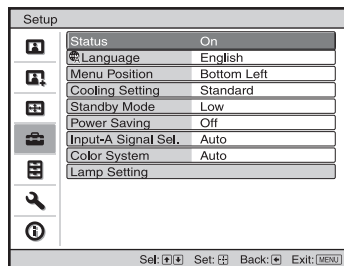 Setup
Status On
Language English
Menu Position Bottom Left
Cooling Setting Standard
Standby Mode Low
Power Saving Off
Input-A Signal Sel. Auto
Color System Auto
Lamp Setting
Sel: Set: Back: Exit: MENU